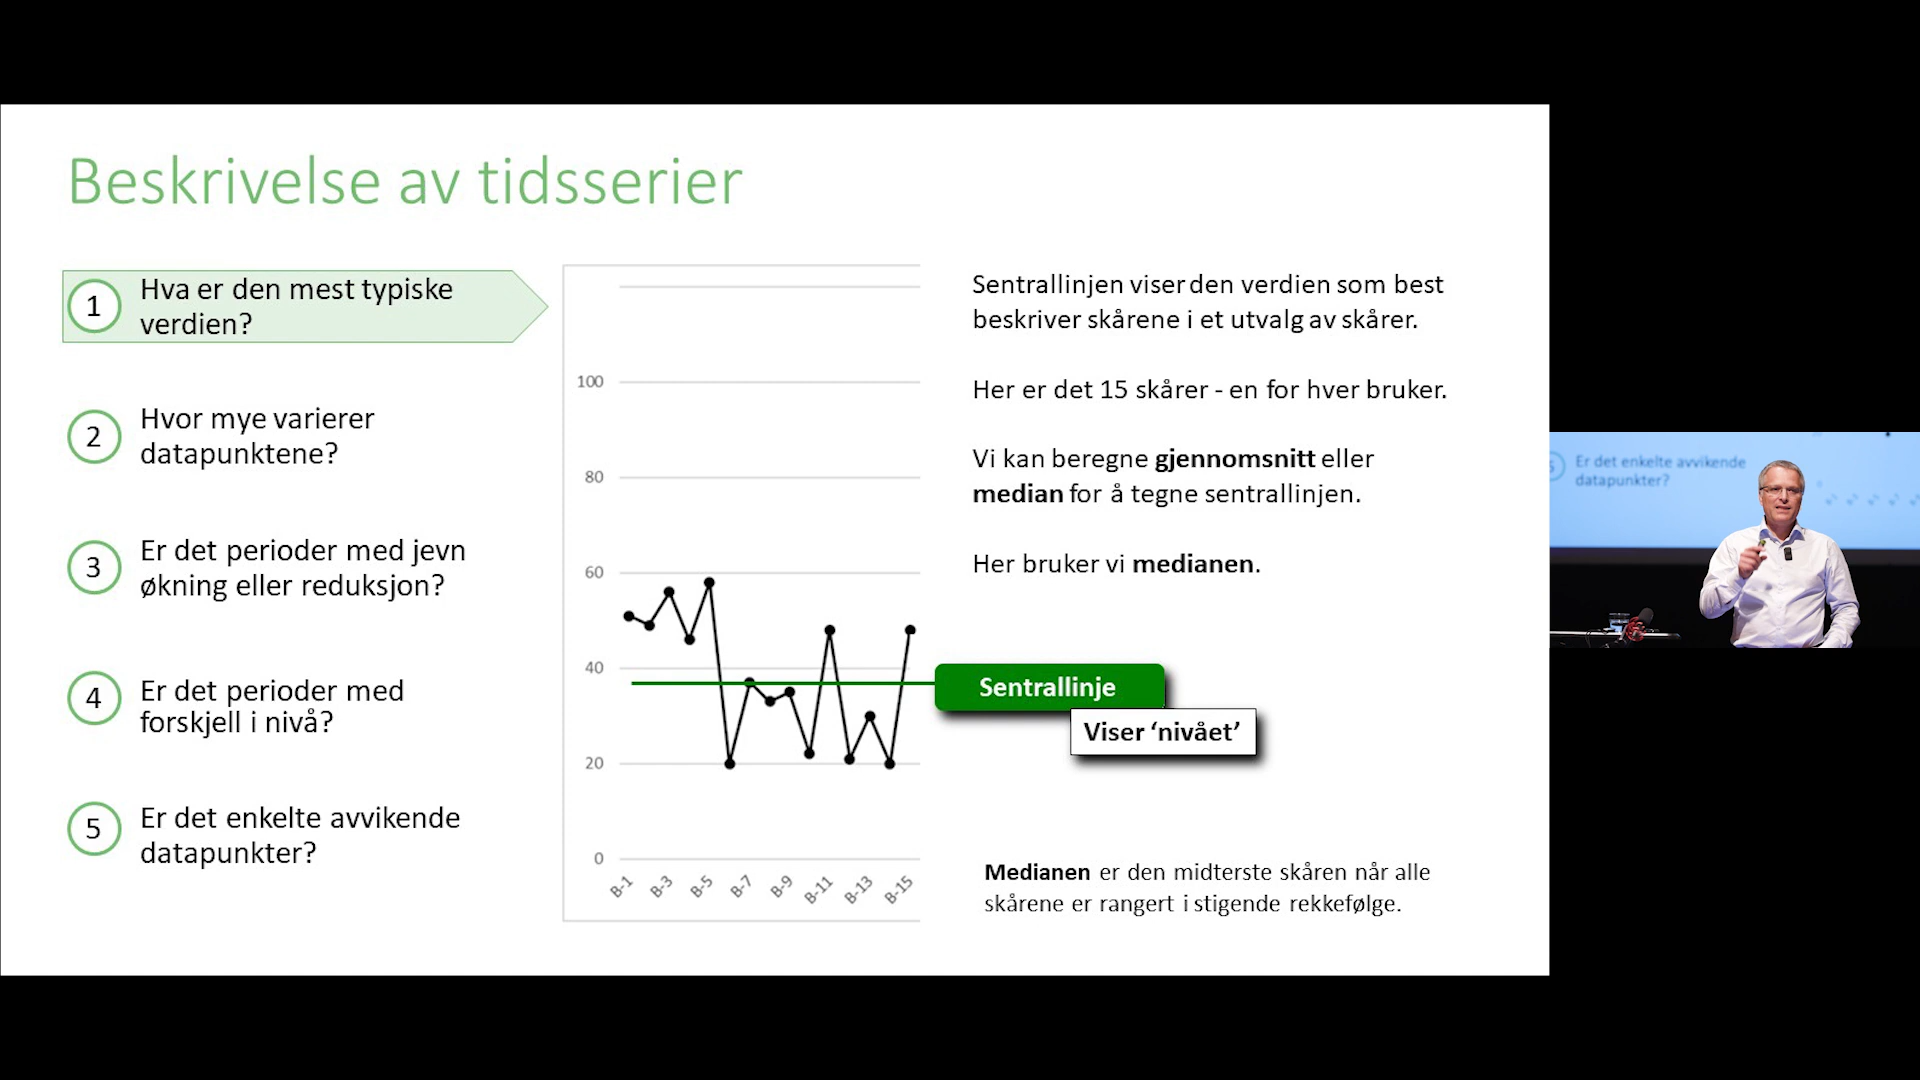 Beskrivelse av tidsserier
1
Hva er den mest typiske
verdien?
2
Hvor mye varierer
datapunktene?
3
Er det perioder med jevn
økning eller reduksjon?
4
Er det perioder med
forskjell i nivå?
5
Er det enkelte avvikende
datapunkter?
100
80
60
40
20
0
B-1
B-3
B-5
B-7
B-9
B-11
B-13
B-15
Sentrallinjen viser den verdien som best
beskriver skårene i et utvalg av skårer.
Her er det 15 skårer - en for hver bruker.
Vi kan beregne gjennomsnitt eller
median for å tegne sentrallinjen.
Her bruker vi medianen.
Sentrallinje
Viser ‘nivået’
Medianen er den midterste skåren når alle
skårene er rangert i stigende rekkefølge.
5
Er det enkelte avvikende
datapunkter?